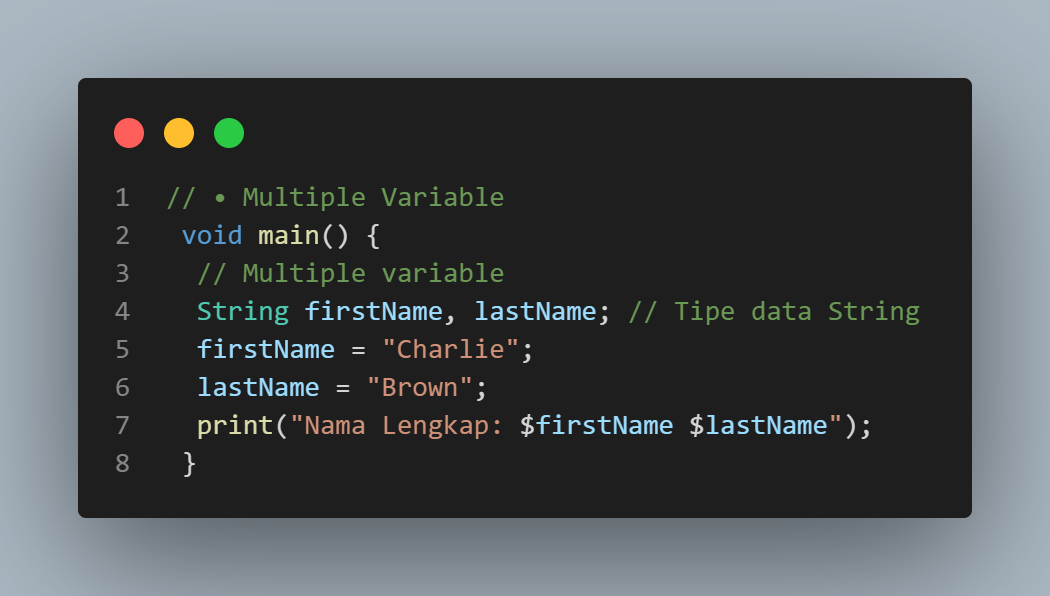 1 // • Multiple Variable
2 void main() {
3 // Multiple variable
4 String firstName, lastName; // Tipe data String
5 firstName = "Charlie";
6 lastName = "Brown";
7 print("Nama Lengkap: $firstName $lastName");
8 }